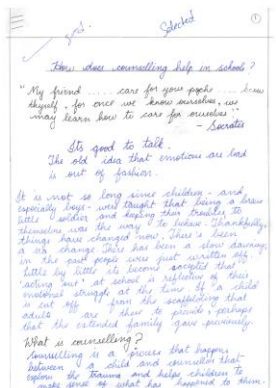 Selected
①
How does counselling help in schools?
"My friend ..... care for your psyche .... know
thyself, for once we know ourselves, we
may learn how to care for ourselves"
- Socrates
Its good to talk.
The old idea that emotions are bad
is out of fashion.
It is not so long since children - and,
especially boys - were taught that being a brave
little soldier and keeping their troubles to
themselves was the way to behave. Thankfully,
things have changed now. There's been
a sea change. There has been a slow dawning
in the past people were just written off.
Little by little its become accepted that
'acting out' at school is reflective of their
emotional struggle at the time. If a child
is cut off from the scaffolding that
adults are there to provide, perhaps
that the extended family gave previously.
What is counselling?
Counselling is a process that happens
between a child and counsellor that
explores the trauma and helps children to
make sense of what has happened to them.